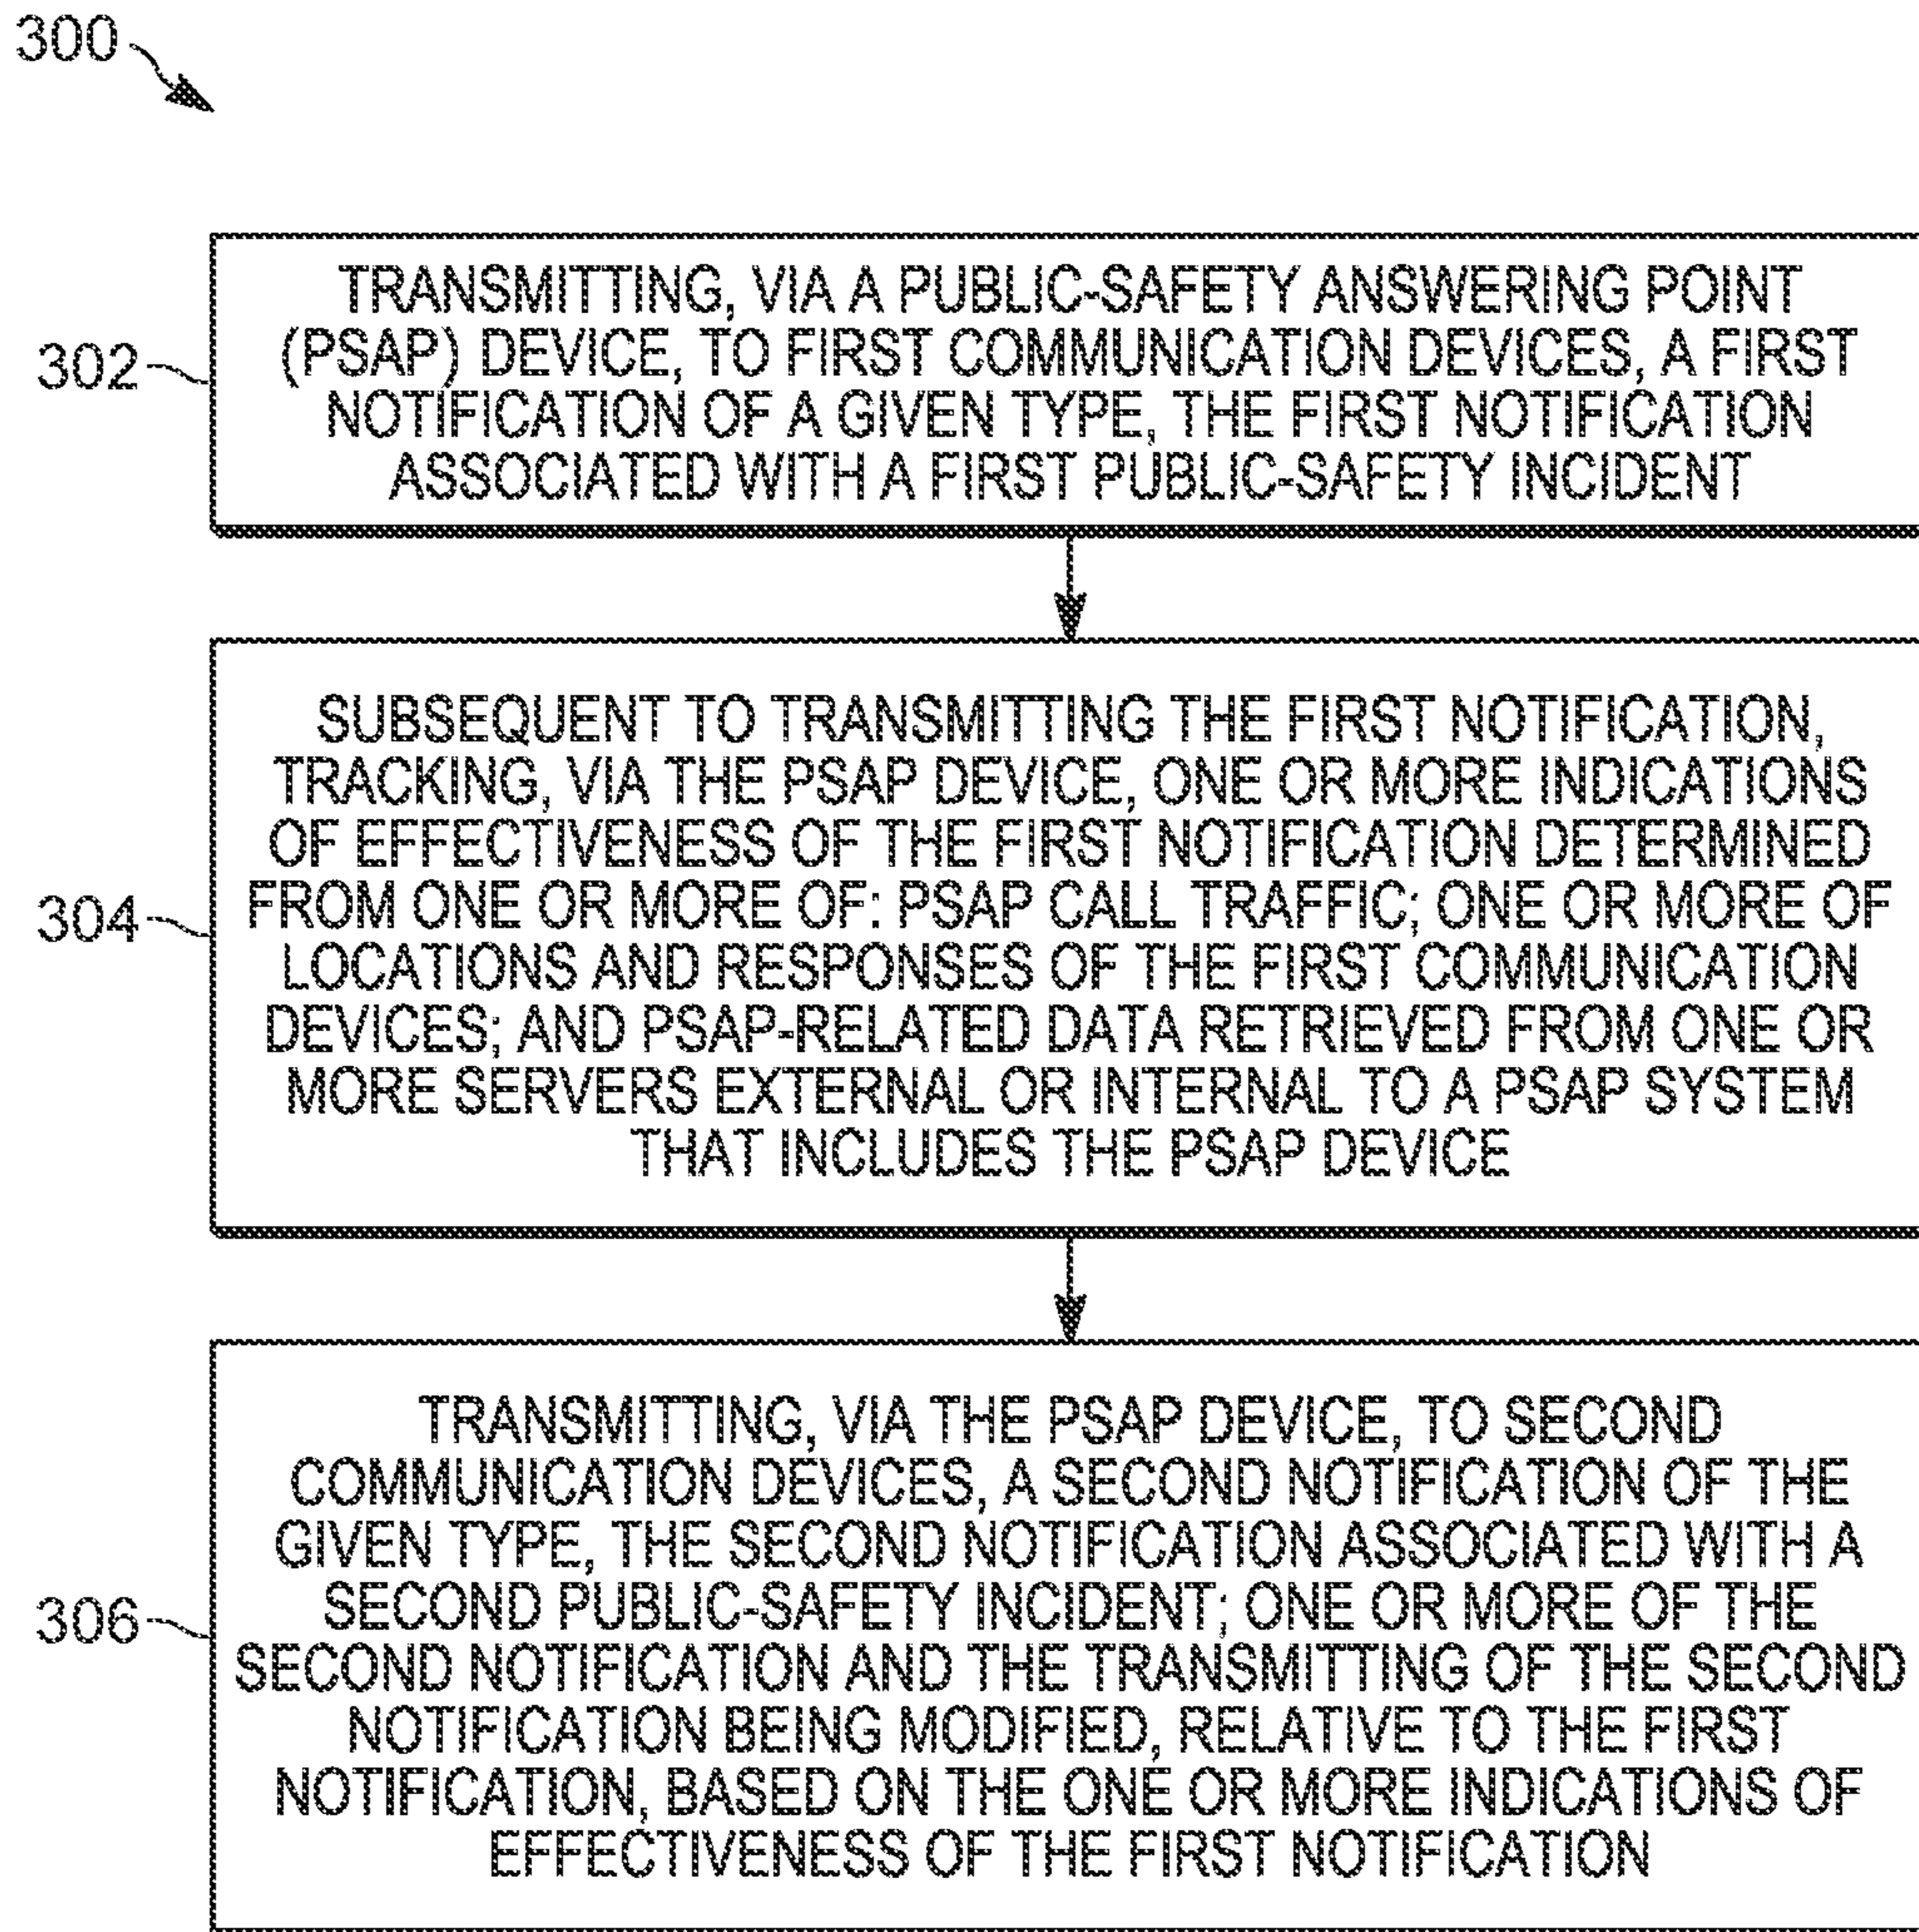 300
302
TRANSMITTING, VIA A PUBLIC-SAFETY ANSWERING POINT
(PSAP) DEVICE, TO FIRST COMMUNICATION DEVICES, A FIRST
NOTIFICATION OF A GIVEN TYPE, THE FIRST NOTIFICATION
ASSOCIATED WITH A FIRST PUBLIC-SAFETY INCIDENT
304
SUBSEQUENT TO TRANSMITTING THE FIRST NOTIFICATION,
TRACKING, VIA THE PSAP DEVICE, ONE OR MORE INDICATIONS
OF EFFECTIVENESS OF THE FIRST NOTIFICATION DETERMINED
FROM ONE OR MORE OF: PSAP CALL TRAFFIC; ONE OR MORE OF
LOCATIONS AND RESPONSES OF THE FIRST COMMUNICATION
DEVICES; AND PSAP-RELATED DATA RETRIEVED FROM ONE OR
MORE SERVERS EXTERNAL OR INTERNAL TO A PSAP SYSTEM
THAT INCLUDES THE PSAP DEVICE
306
TRANSMITTING, VIA THE PSAP DEVICE, TO SECOND
COMMUNICATION DEVICES, A SECOND NOTIFICATION OF THE
GIVEN TYPE, THE SECOND NOTIFICATION ASSOCIATED WITH A
SECOND PUBLIC-SAFETY INCIDENT; ONE OR MORE OF THE
SECOND NOTIFICATION AND THE TRANSMITTING OF THE SECOND
NOTIFICATION BEING MODIFIED, RELATIVE TO THE FIRST
NOTIFICATION, BASED ON THE ONE OR MORE INDICATIONS OF
EFFECTIVENESS OF THE FIRST NOTIFICATION